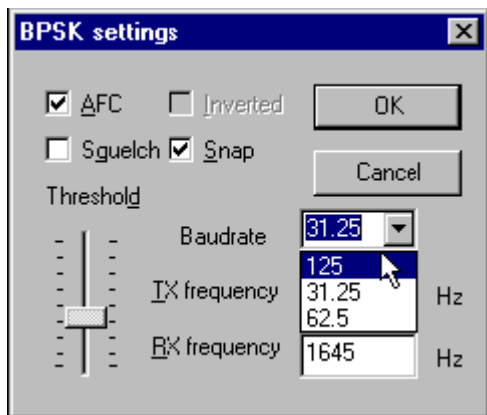 BPSK settings
AFC Inverted OK
Sguelch Snap
Cancel
Threshold
Baudrate 31.25
125
TX frequency 31.25 Hz
62.5
RX frequency 1645 Hz